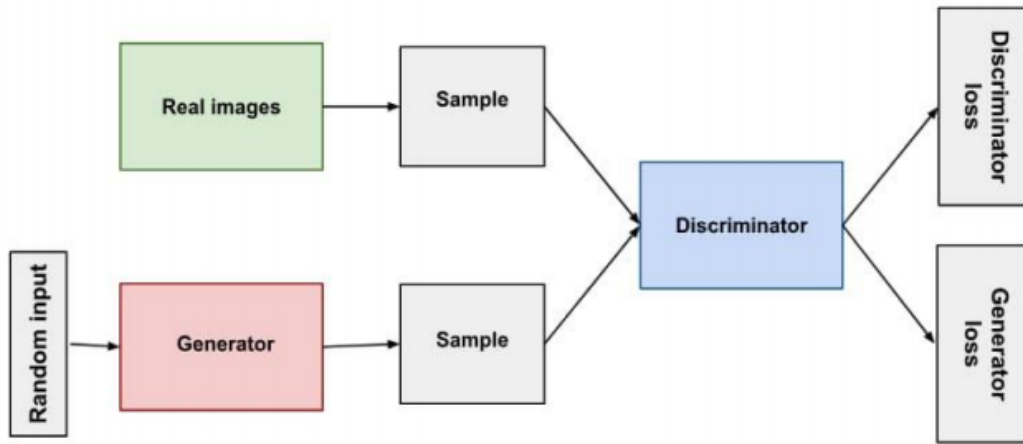 Real images
Sample
Discriminator
loss
Discriminator
Random input
Generator
Sample
Generator
loss